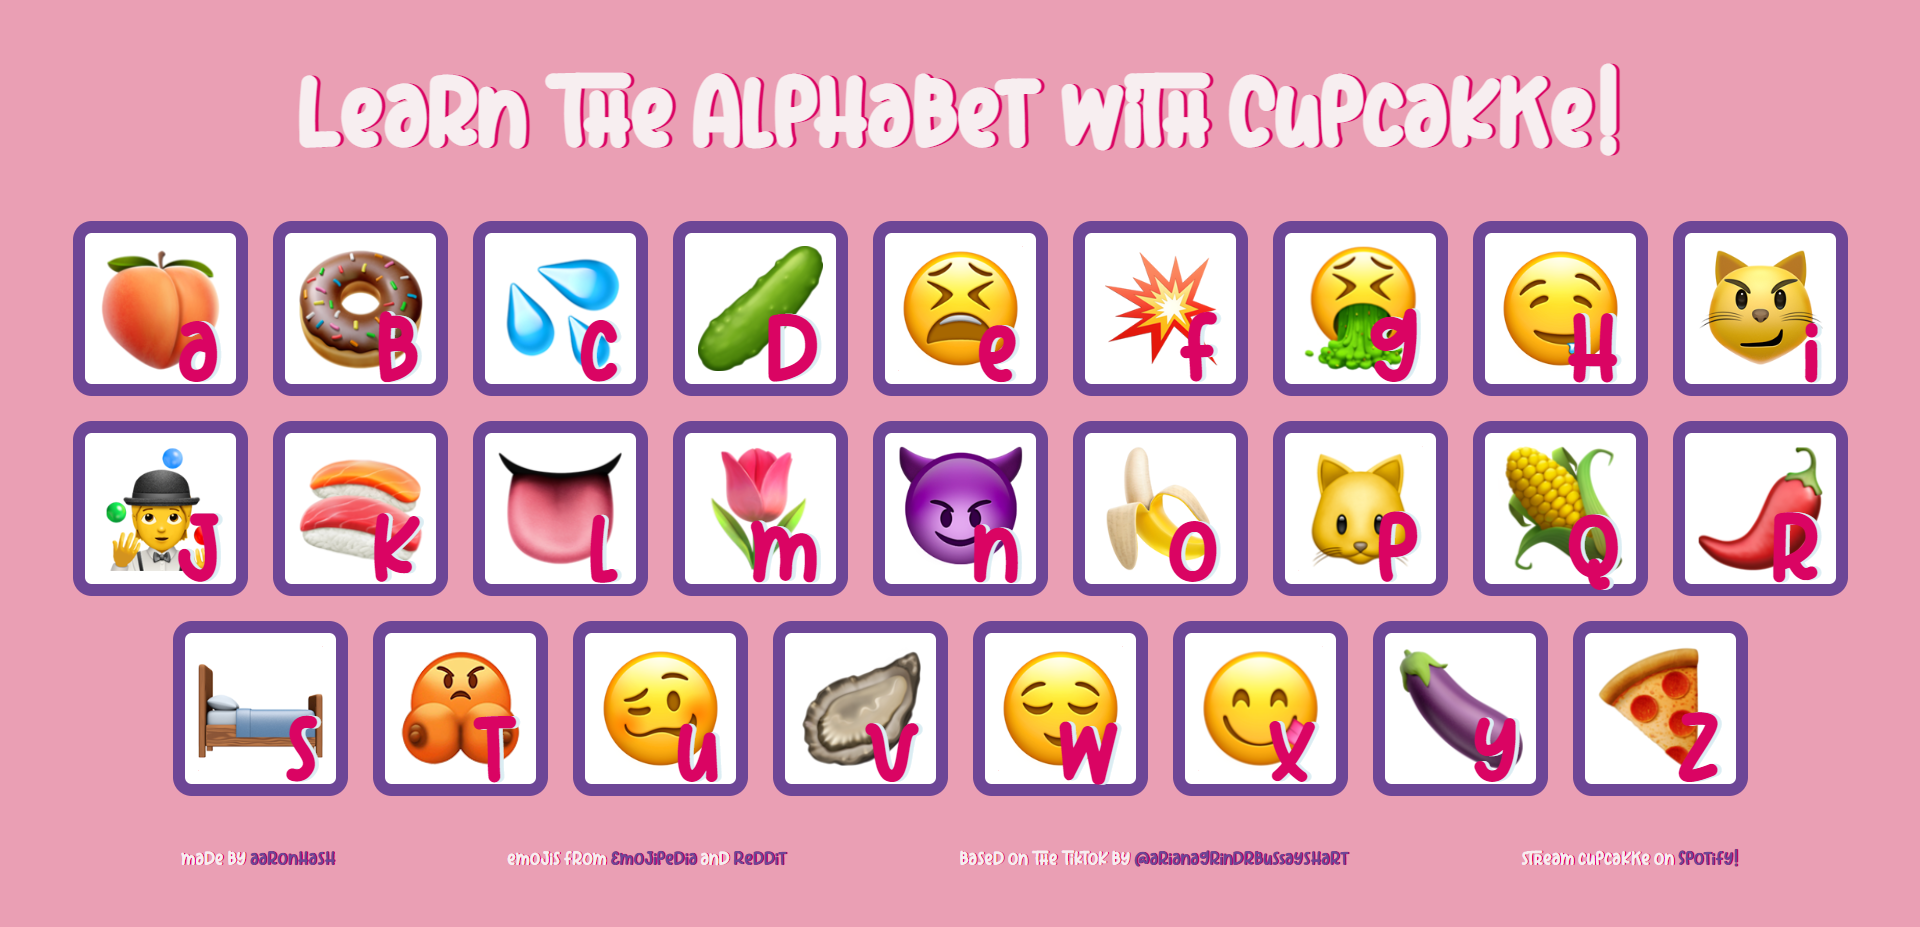 Learn The Alphabet with Cupcakke!
a B C D e f g H i
J K L m n O P Q R
S T u V W X y Z
made by aaronhash
emojis from Emojipedia and Reddit
Based on the TikTok by @arianagrindrbussayshart
Stream Cupcakke on Spotify!